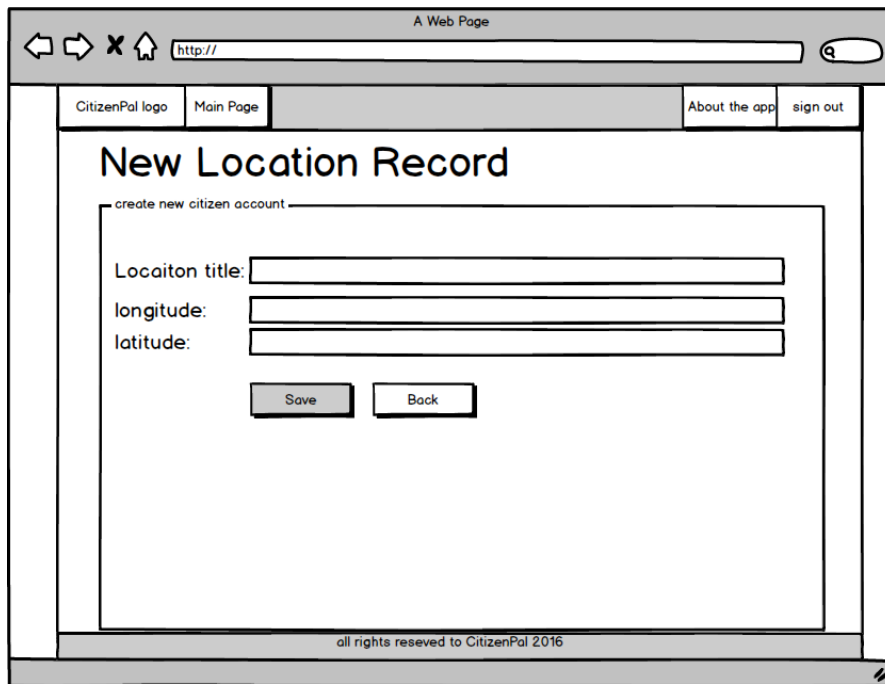 A Web Page
http://
CitizenPal logo Main Page About the app sign out
New Location Record
create new citizen account
Locaiton title:
longitude:
latitude:
Save Back
all rights reseved to CitizenPal 2016